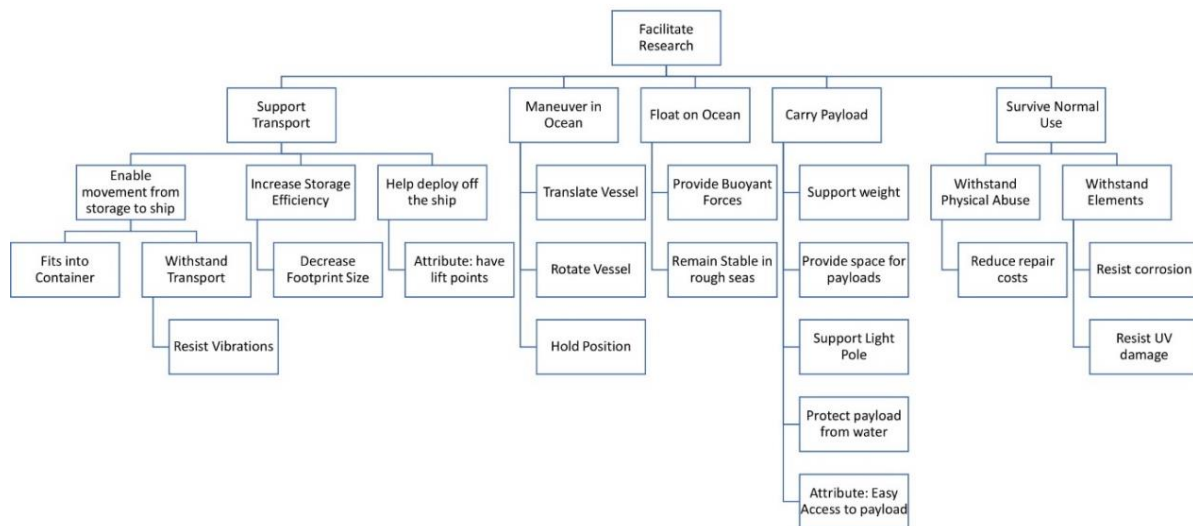 Facilitate
Research
Support
Transport
Maneuver in
Ocean
Float on Ocean
Carry Payload
Survive Normal
Use
Enable
movement from
storage to ship
Increase Storage
Efficiency
Help deploy off
the ship
Translate Vessel
Provide Buoyant
Forces
Support weight
Withstand
Physical Abuse
Withstand
Elements
Fits into
Container
Withstand
Transport
Decrease
Footprint Size
Attribute: have
lift points
Rotate Vessel
Remain Stable in
rough seas
Provide space for
payloads
Reduce repair
costs
Resist corrosion
Resist Vibrations
Hold Position
Support Light
Pole
Resist UV
damage
Protect payload
from water
Attribute: Easy
Access to payload